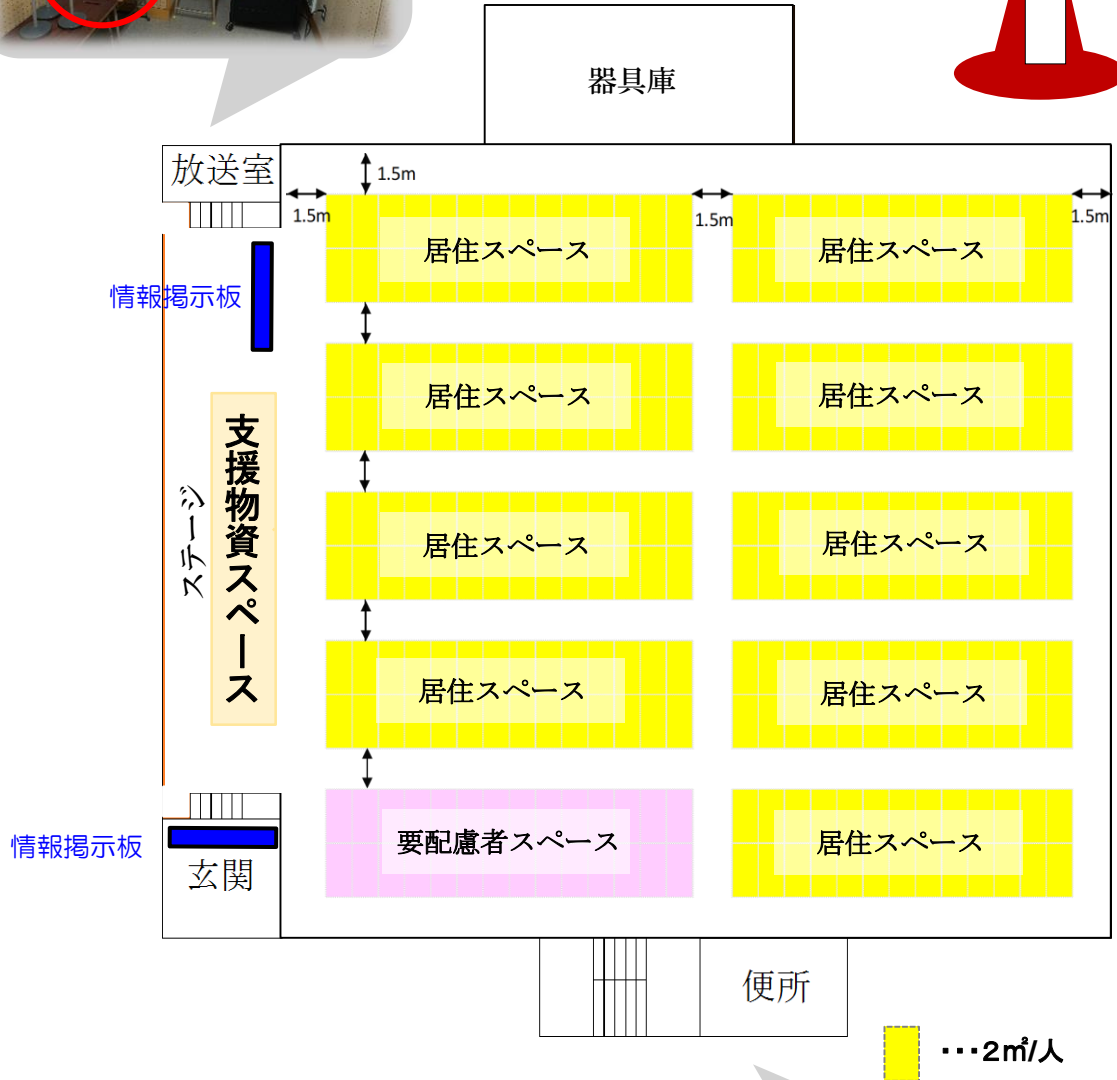 器具庫
放送室
1.5m
1.5m
1.5m
1.5m
居住スペース
居住スペース
情報掲示板
居住スペース
居住スペース
支援物資スペース
ステージ
居住スペース
居住スペース
居住スペース
居住スペース
情報掲示板
玄関
要配慮者スペース
居住スペース
便所
･･･2㎡/人